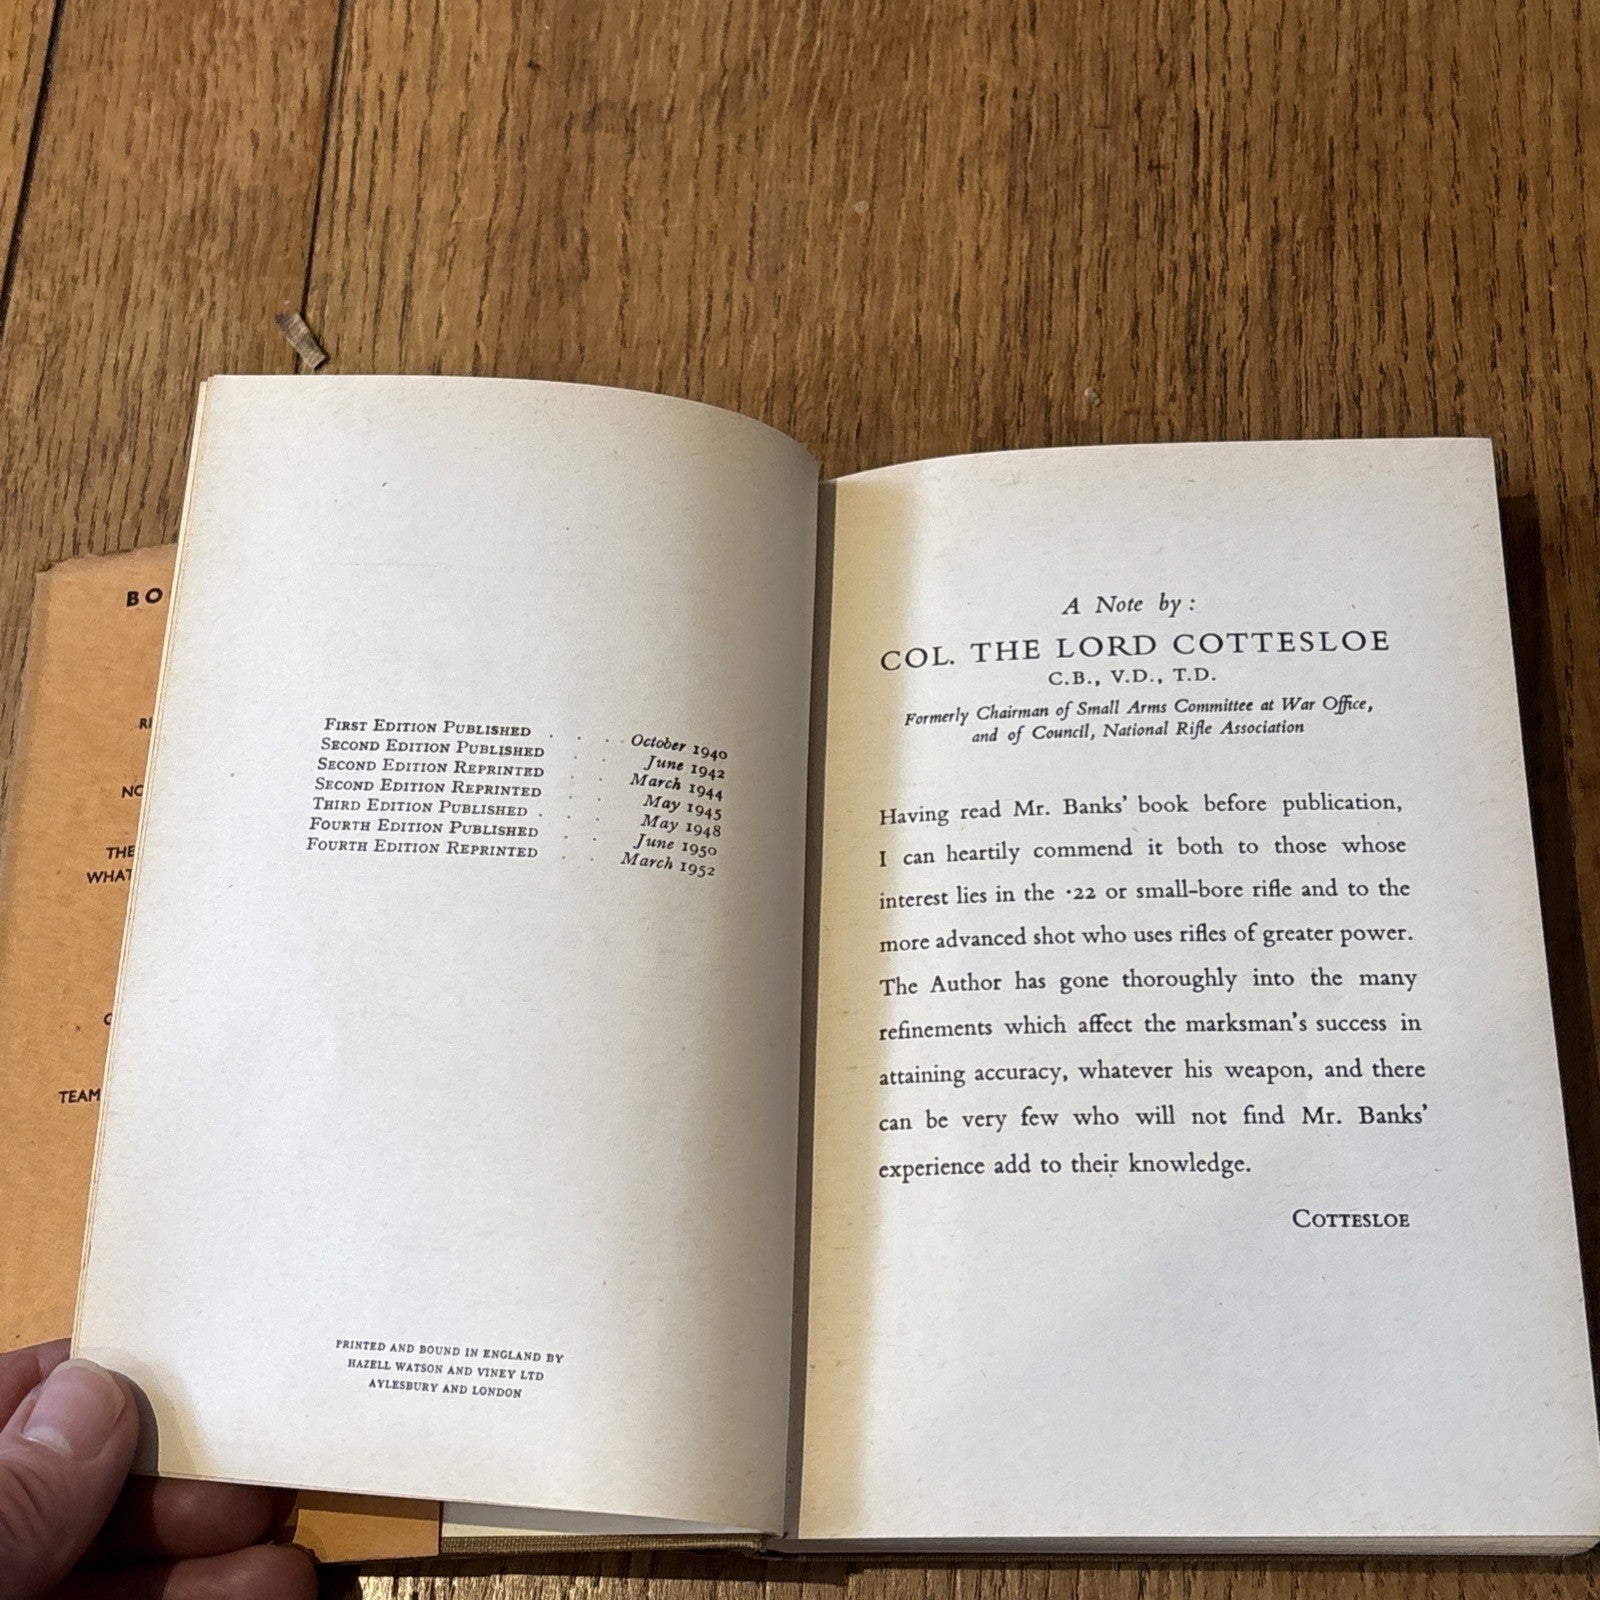 BO
RI
NO
THE
WHAT
TEAM
FIRST EDITION PUBLISHED . . . October 1940
SECOND EDITION PUBLISHED . . June 1942
SECOND EDITION REPRINTED . . March 1944
SECOND EDITION REPRINTED . . May 1945
THIRD EDITION PUBLISHED . . . May 1948
FOURTH EDITION PUBLISHED . . June 1950
FOURTH EDITION REPRINTED . . March 1952
PRINTED AND BOUND IN ENGLAND BY
HAZELL WATSON AND VINEY LTD
AYLESBURY AND LONDON
A Note by:
COL. THE LORD COTTESLOE
C.B., V.D., T.D.
Formerly Chairman of Small Arms Committee at War Office,
and of Council, National Rifle Association
Having read Mr. Banks' book before publication,
I can heartily commend it both to those whose
interest lies in the ·22 or small-bore rifle and to the
more advanced shot who uses rifles of greater power.
The Author has gone thoroughly into the many
refinements which affect the marksman's success in
attaining accuracy, whatever his weapon, and there
can be very few who will not find Mr. Banks'
experience add to their knowledge.
COTTESLOE